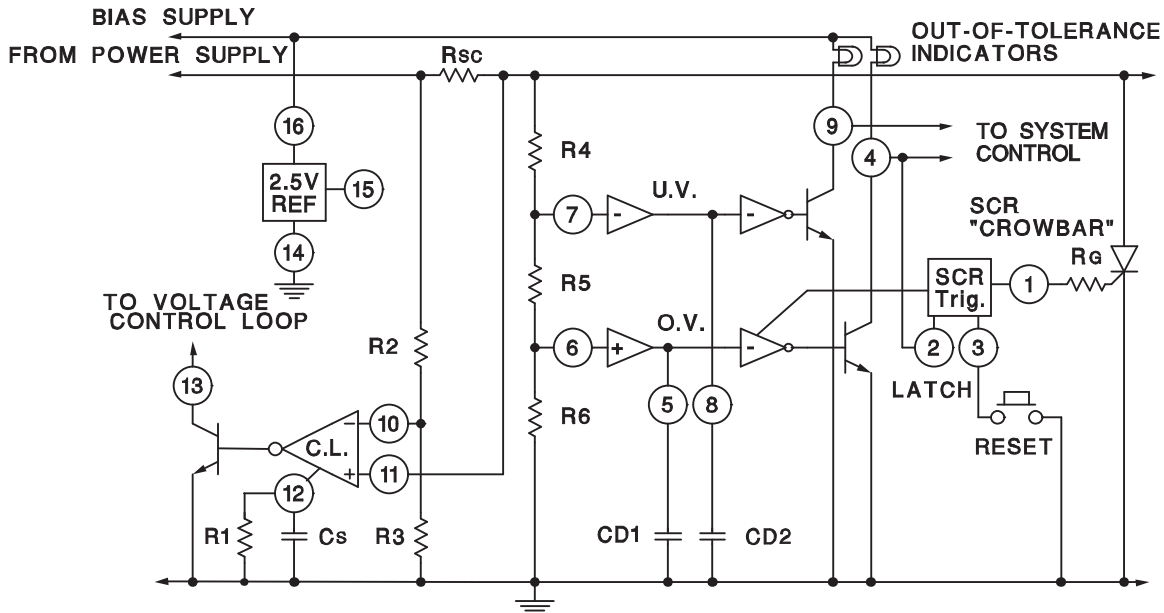 BIAS SUPPLY
FROM POWER SUPPLY
RSC
OUT-OF-TOLERANCE
INDICATORS
16
9
TO SYSTEM
CONTROL
4
R4
2.5V
REF
15
U.V.
7
-
-
SCR
"CROWBAR"
14
RG
R5
SCR
Trig.
1
TO VOLTAGE
CONTROL LOOP
O.V.
R2
6
+
-
2
3
13
LATCH
5
8
R6
10
-
C.L.
RESET
+
11
12
R1
CS
R3
CD1
CD2